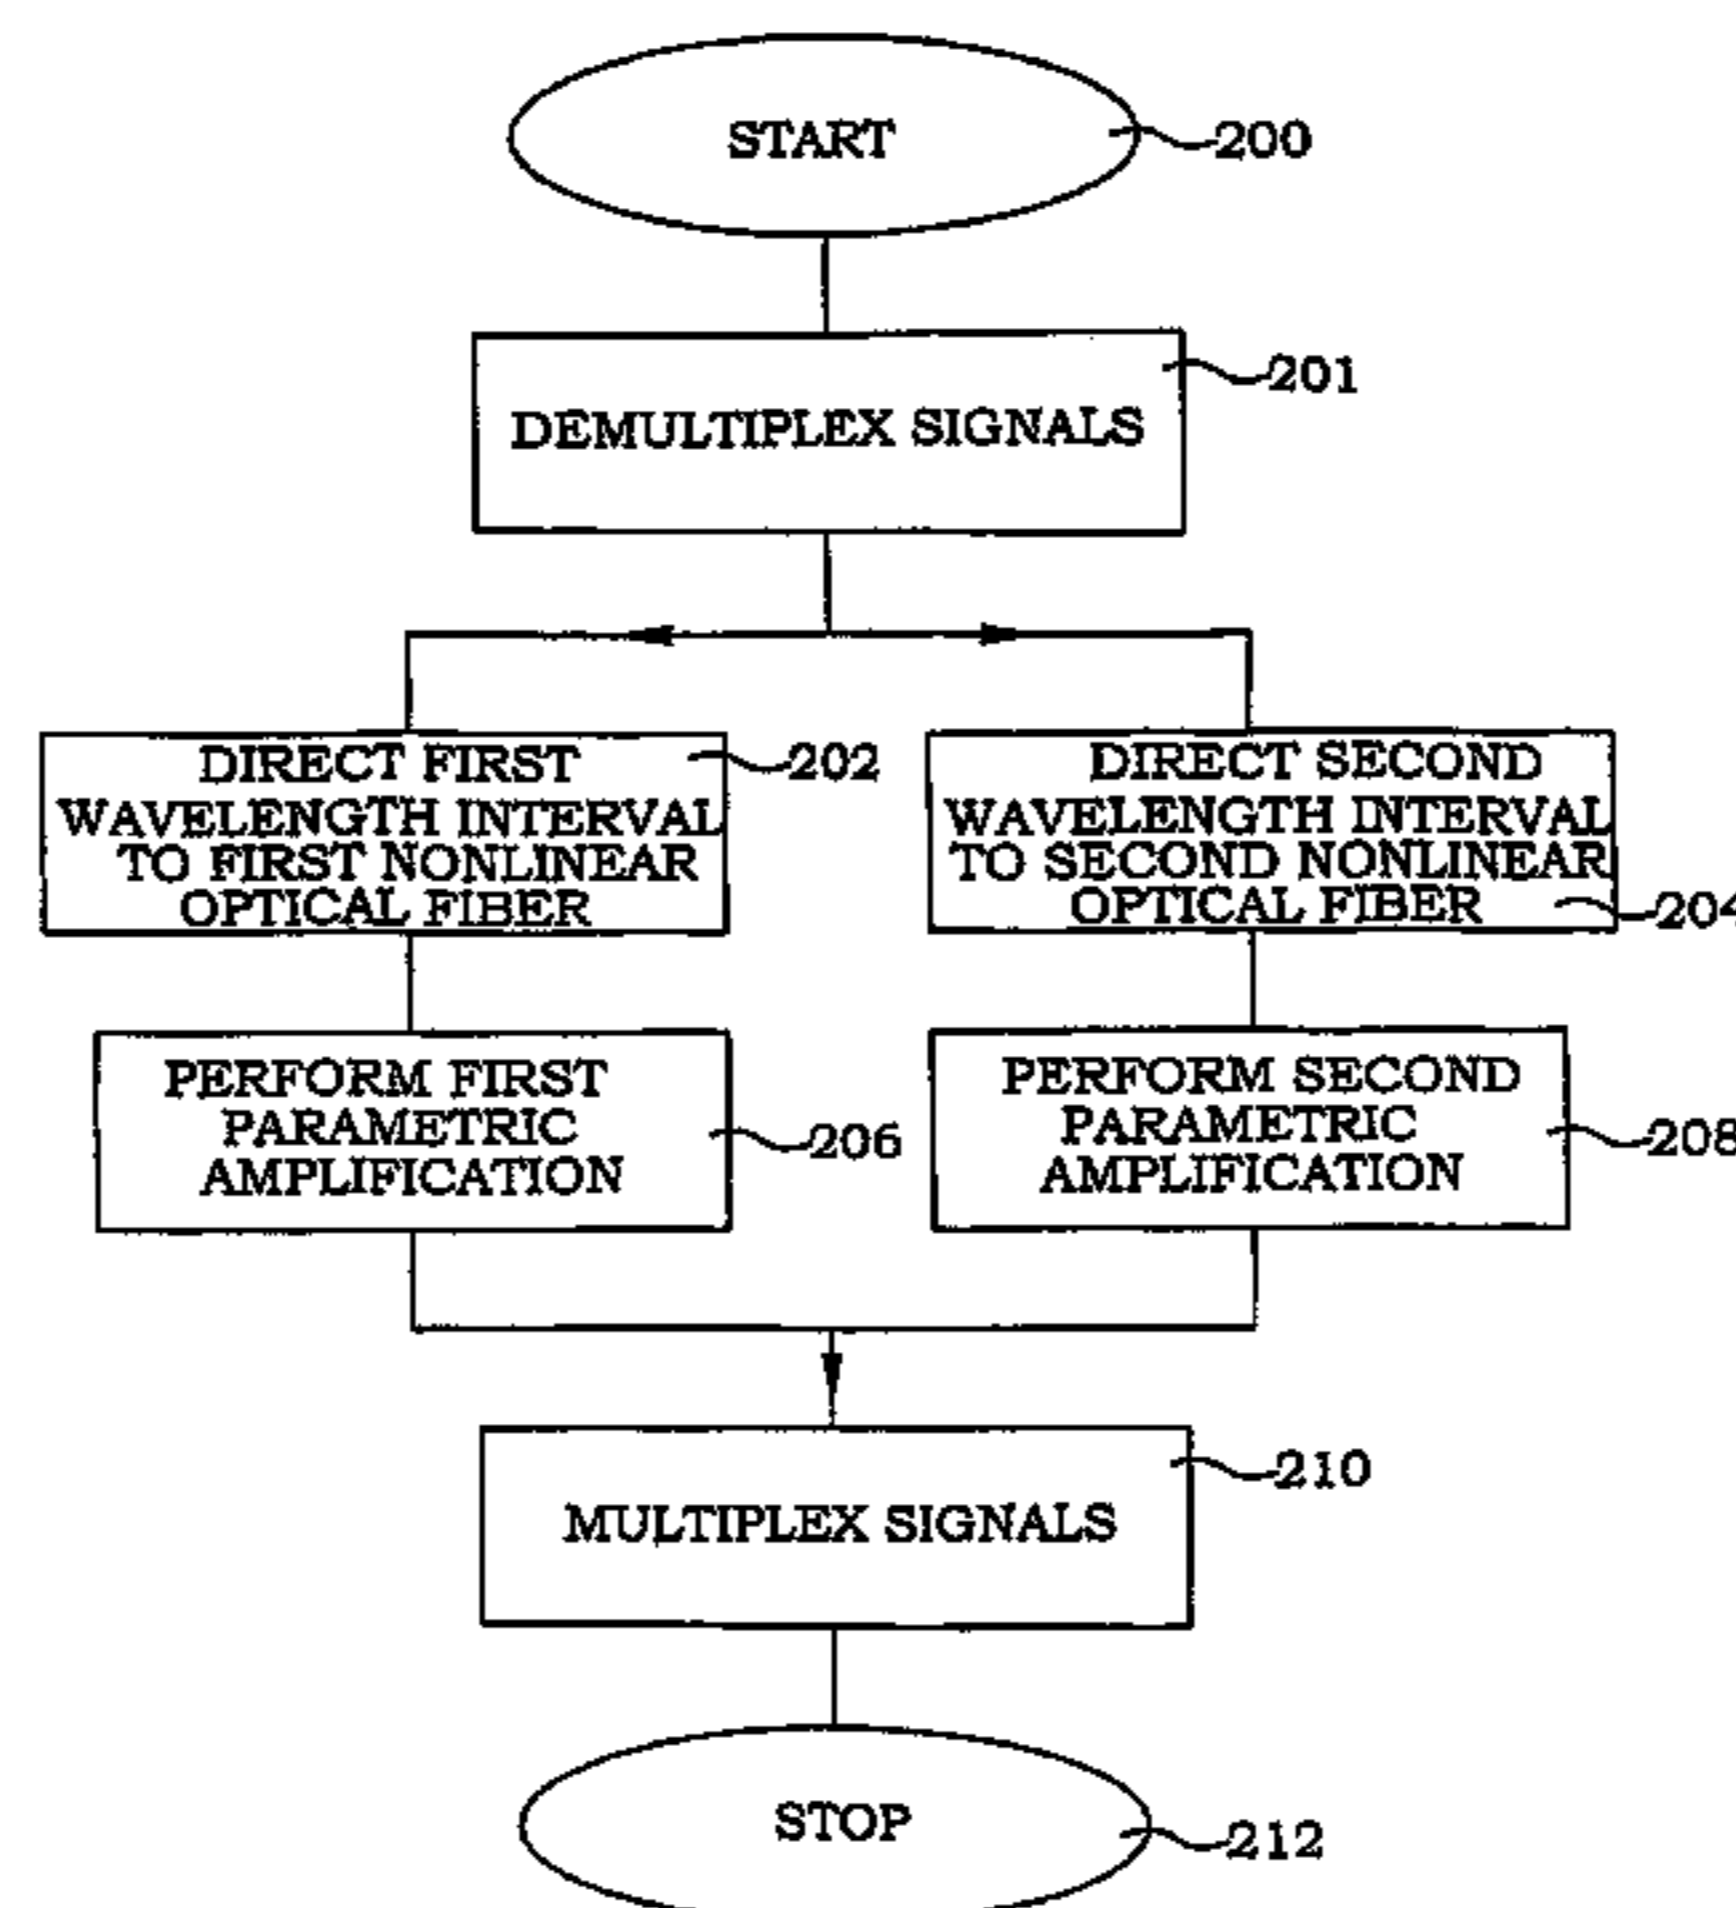 START
200
DEMULTIPLEX SIGNALS
201
DIRECT FIRST
WAVELENGTH INTERVAL
TO FIRST NONLINEAR
OPTICAL FIBER
202
DIRECT SECOND
WAVELENGTH INTERVAL
TO SECOND NONLINEAR
OPTICAL FIBER
204
PERFORM FIRST
PARAMETRIC
AMPLIFICATION
206
PERFORM SECOND
PARAMETRIC
AMPLIFICATION
208
MULTIPLEX SIGNALS
210
STOP
212